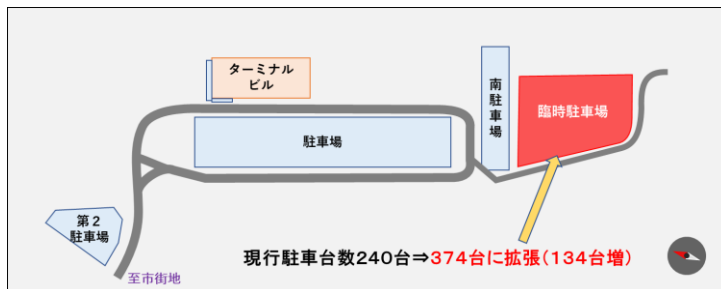 ターミナル
ビル
駐車場
南駐車場
臨時駐車場
第2
駐車場
現行駐車台数240台⇒374台に拡張(134台増)
至市街地